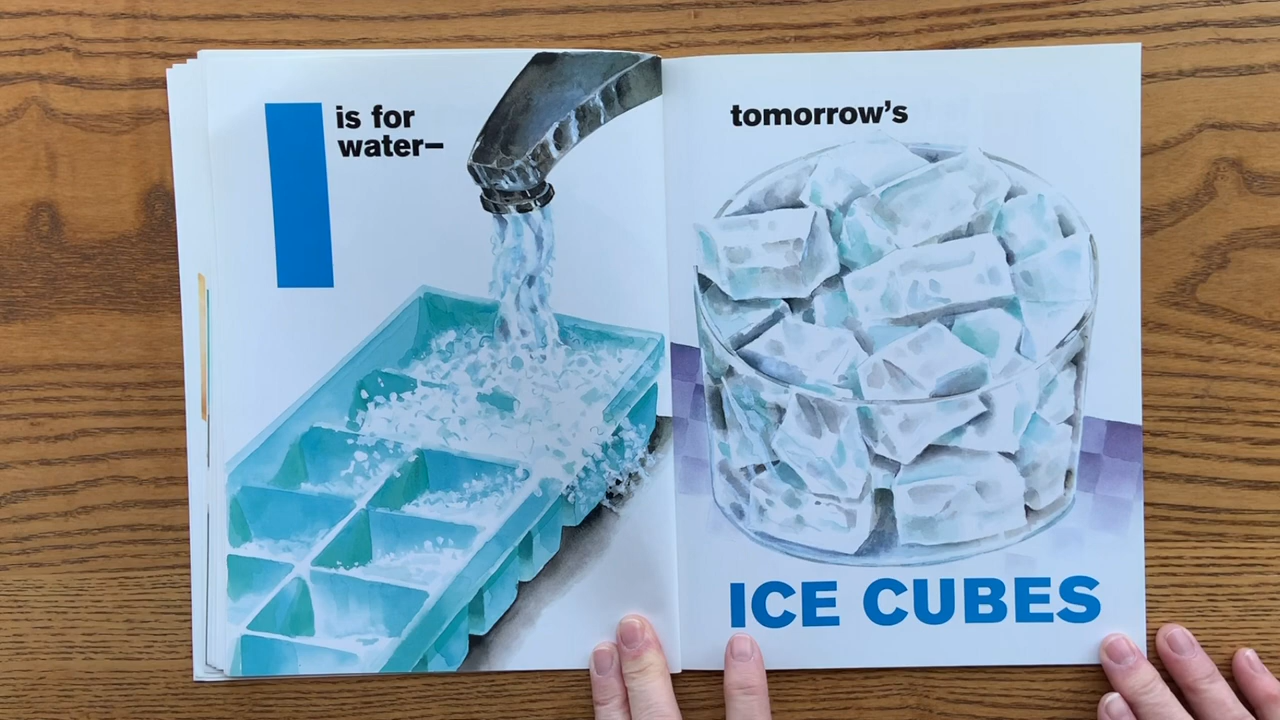 I is for
water–
tomorrow's
ICE CUBES